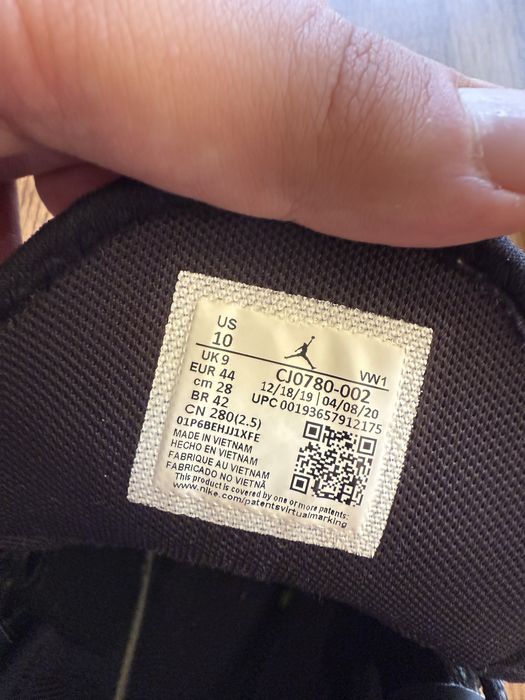 US
10
UK 9
EUR 44
cm 28
BR 42
CN 280(2.5)
VW1
CJ0780-002
12/18/19 | 04/08/20
UPC 00193657912175
01P6BEHJJ1XFE
MADE IN VIETNAM
HECHO EN VIETNAM
FABRIQUE AU VIETNAM
FABRICADO NO VIETNÃ
This product is covered by one or more patents:
www.nike.com/patentsvirtualmarking